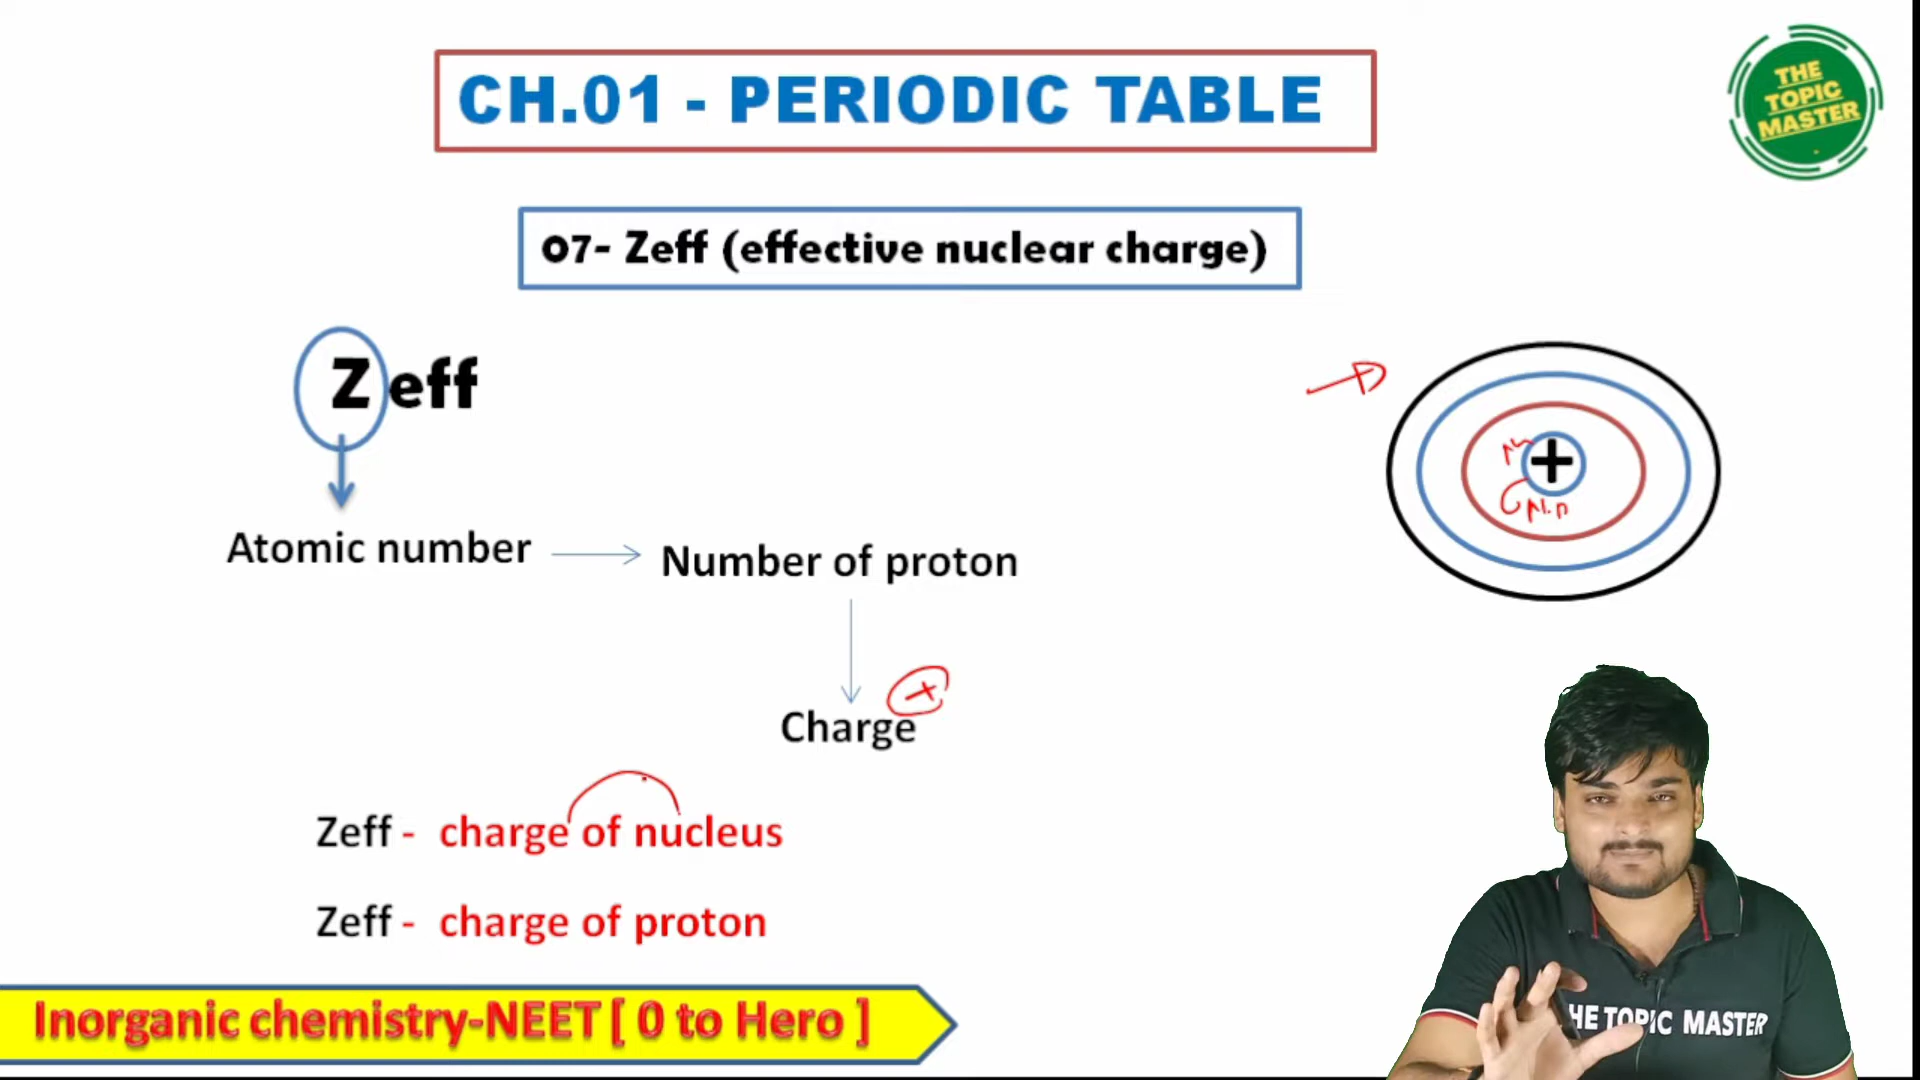 CH.01 - PERIODIC TABLE
THE
TOPIC
MASTER
07- Zeff (effective nuclear charge)
Zeff
Atomic number
Number of proton
+
Charge
+
Zeff - charge of nucleus
Zeff - charge of proton
Inorganic chemistry-NEET [ 0 to Hero ]
HE TOPIC MASTER